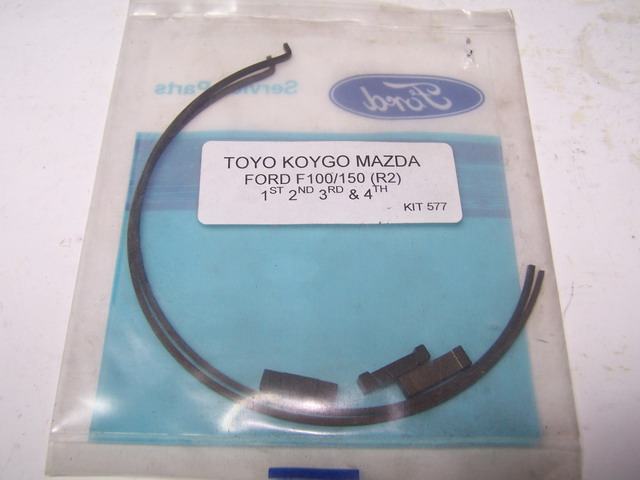 Service Parts
Ford
TOYO KOYGO MAZDA
FORD F100/150 (R2)
1ST 2ND 3RD & 4TH
KIT 577